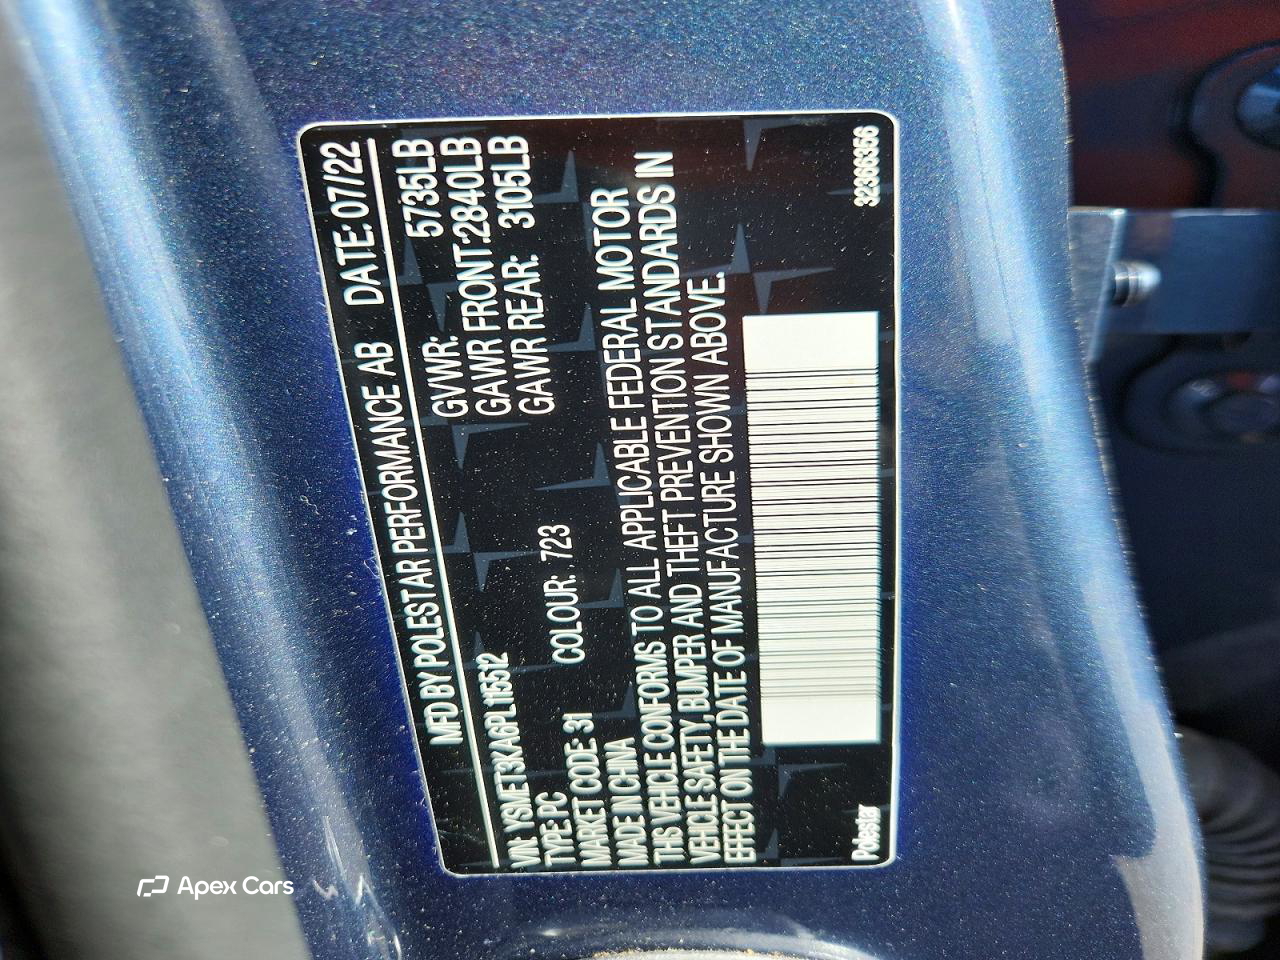 MFD BY POLESTAR PERFORMANCE AB DATE: 07/22
GVWR: 5735LB
GAWR FRONT:2840LB
GAWR REAR: 3105LB
VIN: YSMET3KA6PL115512
TYPE: PC COLOUR: 723
MARKET CODE: 31
MADE IN CHINA
THIS VEHICLE CONFORMS TO ALL APPLICABLE FEDERAL MOTOR
VEHICLE SAFETY, BUMPER AND THEFT PREVENTION STANDARDS IN
EFFECT ON THE DATE OF MANUFACTURE SHOWN ABOVE.
Polestar 32366356
Apex Cars